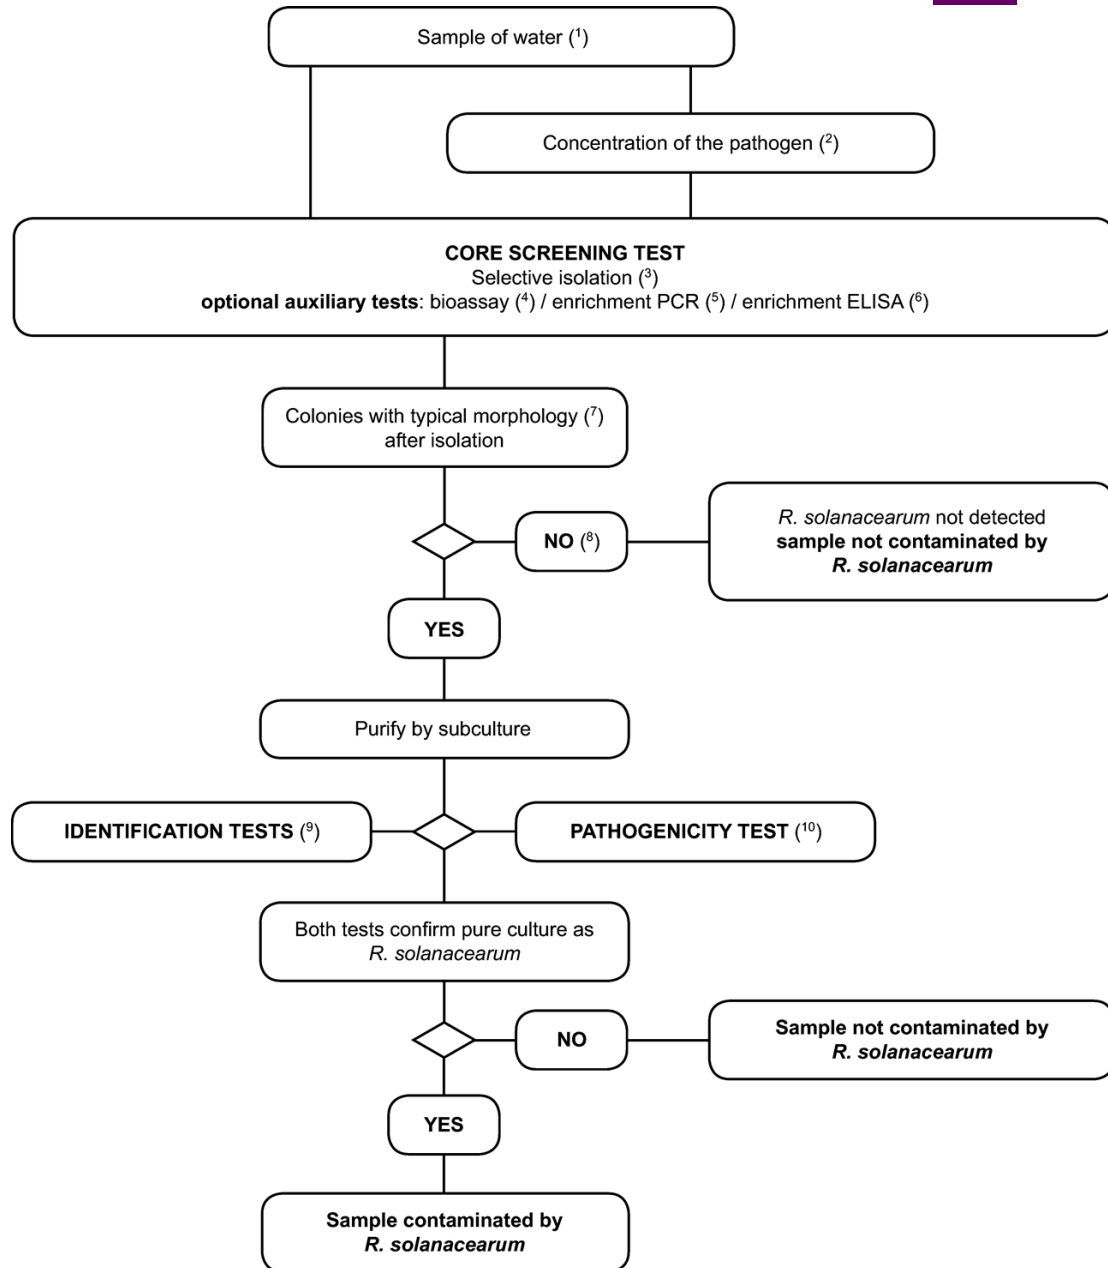 Sample of water (¹)
Concentration of the pathogen (²)
CORE SCREENING TEST
Selective isolation (³)
optional auxiliary tests: bioassay (⁴) / enrichment PCR (⁵) / enrichment ELISA (⁶)
Colonies with typical morphology (⁷)
after isolation
NO (⁸)
R. solanacearum not detected
sample not contaminated by
R. solanacearum
YES
Purify by subculture
IDENTIFICATION TESTS (⁹)
PATHOGENICITY TEST (¹⁰)
Both tests confirm pure culture as
R. solanacearum
NO
Sample not contaminated by
R. solanacearum
YES
Sample contaminated by
R. solanacearum